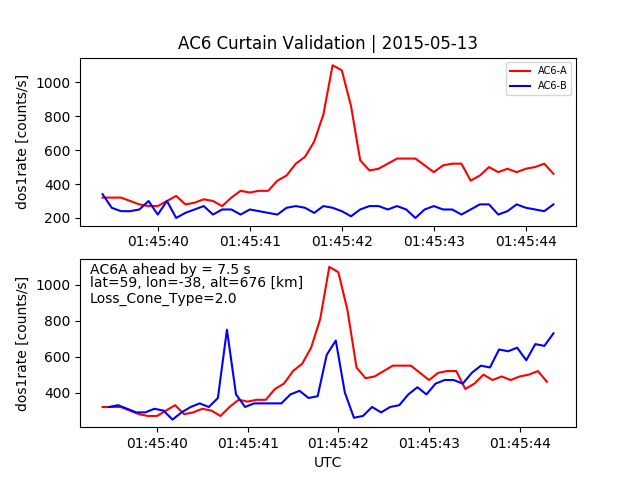 AC6 Curtain Validation | 2015-05-13
dos1rate [counts/s]
1000
800
600
400
200
AC6-A
AC6-B
01:45:40 01:45:41 01:45:42 01:45:43 01:45:44
dos1rate [counts/s]
1000
800
600
400
AC6A ahead by = 7.5 s
lat=59, lon=-38, alt=676 [km]
Loss_Cone_Type=2.0
01:45:40 01:45:41 01:45:42 01:45:43 01:45:44
UTC